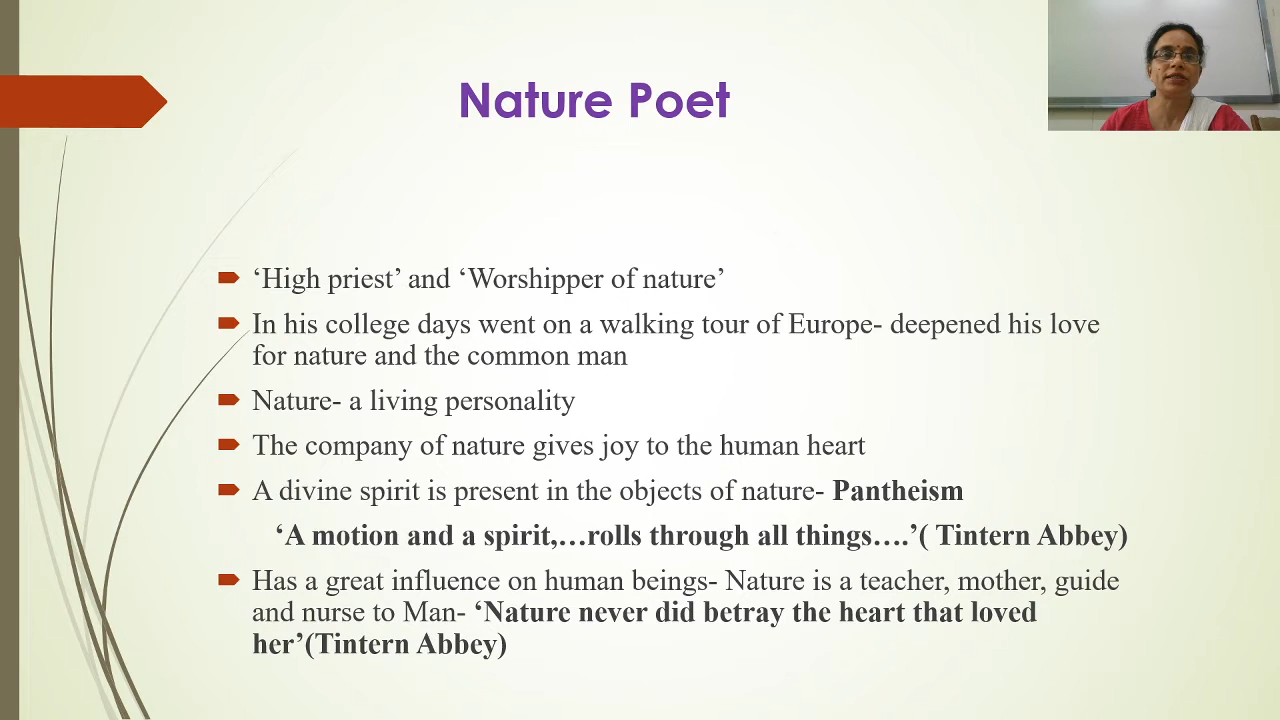 Nature Poet
‘High priest’ and ‘Worshipper of nature’
In his college days went on a walking tour of Europe- deepened his love
for nature and the common man
Nature- a living personality
The company of nature gives joy to the human heart
A divine spirit is present in the objects of nature- Pantheism
‘A motion and a spirit,…rolls through all things….’( Tintern Abbey)
Has a great influence on human beings- Nature is a teacher, mother, guide
and nurse to Man- ‘Nature never did betray the heart that loved
her’(Tintern Abbey)